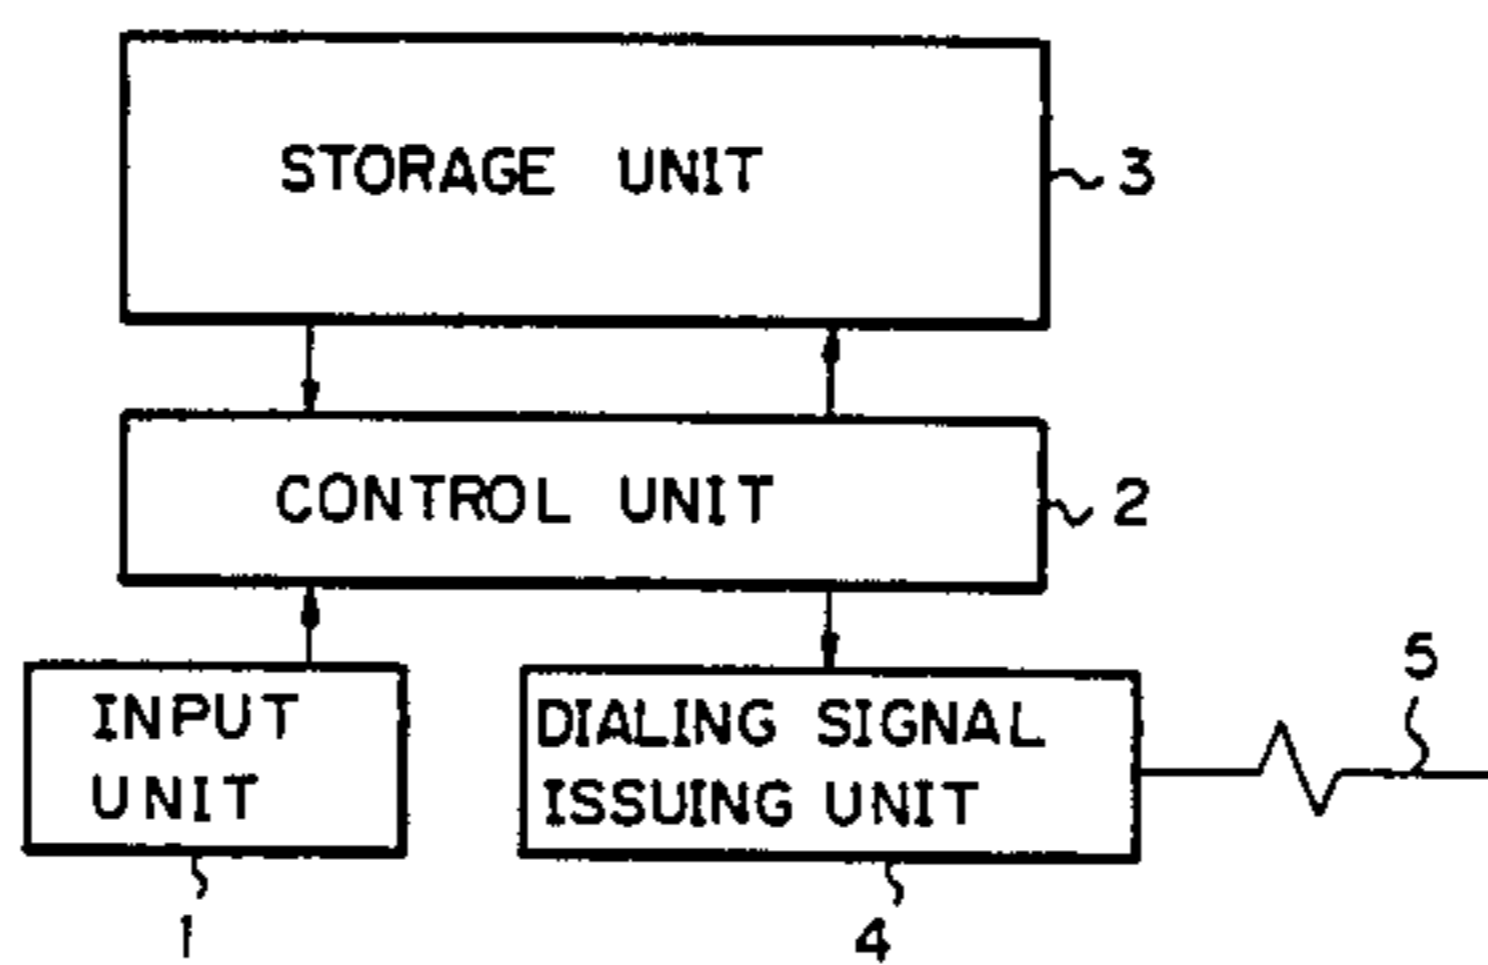 STORAGE UNIT
3
CONTROL UNIT
2
INPUT
UNIT
1
DIALING SIGNAL
ISSUING UNIT
4
5